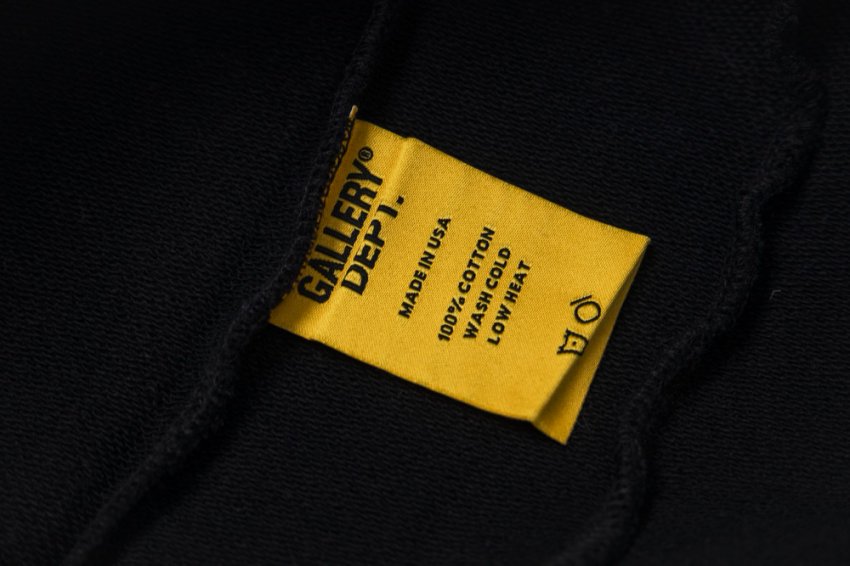 GALLERY®
DEPT.
MADE IN USA
100% COTTON
WASH COLD
LOW HEAT